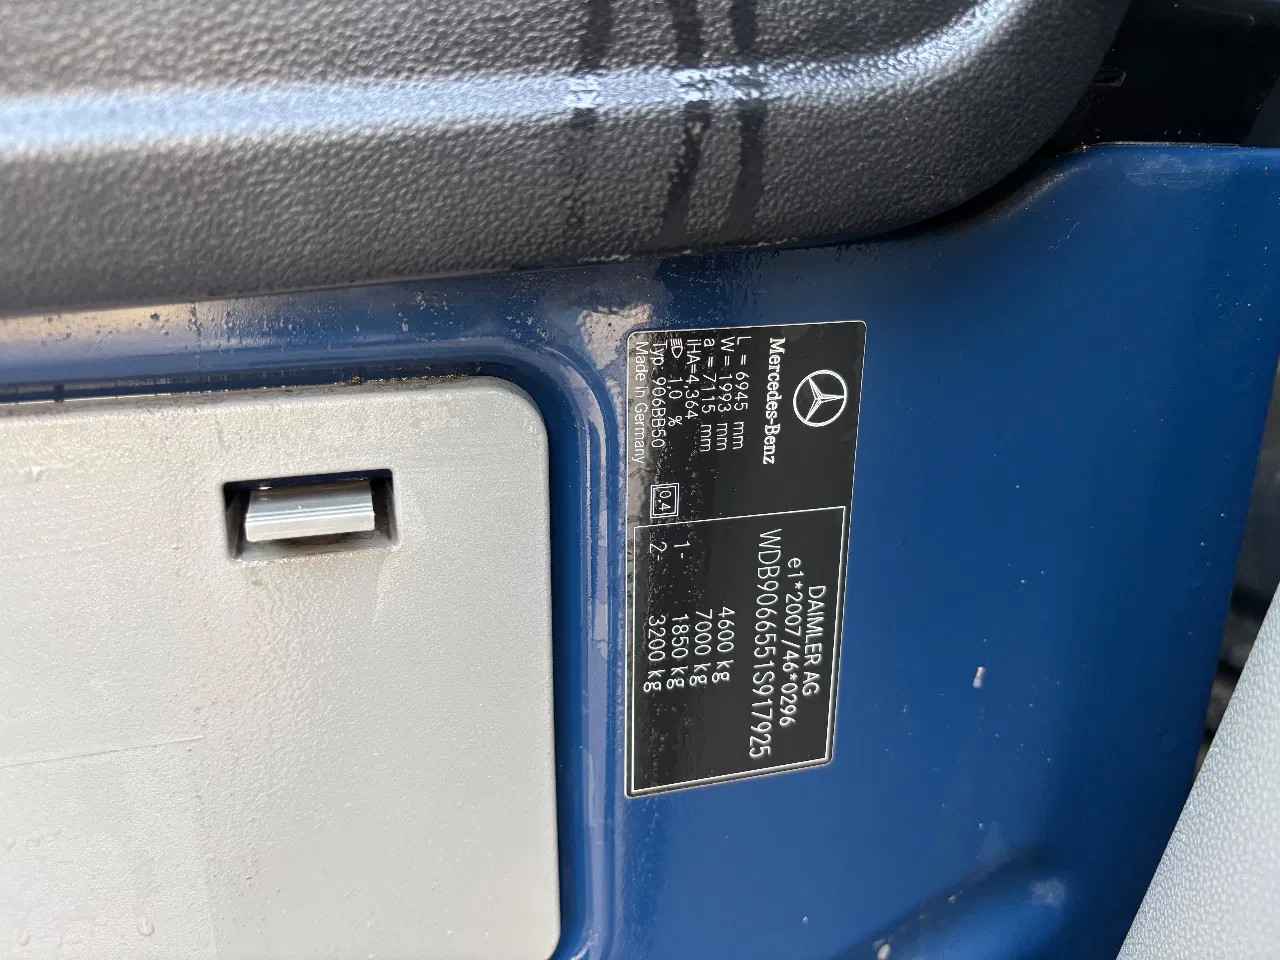 Mercedes-Benz
L = 6945 mm
W = 1993 mm
a = 7115 mm
iHA=4,364
1,0 %
Typ: 906BB50
Made in Germany
0,4
DAIMLER AG
e1*2007/46*0296
WDB9066551S917925
4600 kg
7000 kg
1- 1850 kg
2- 3200 kg